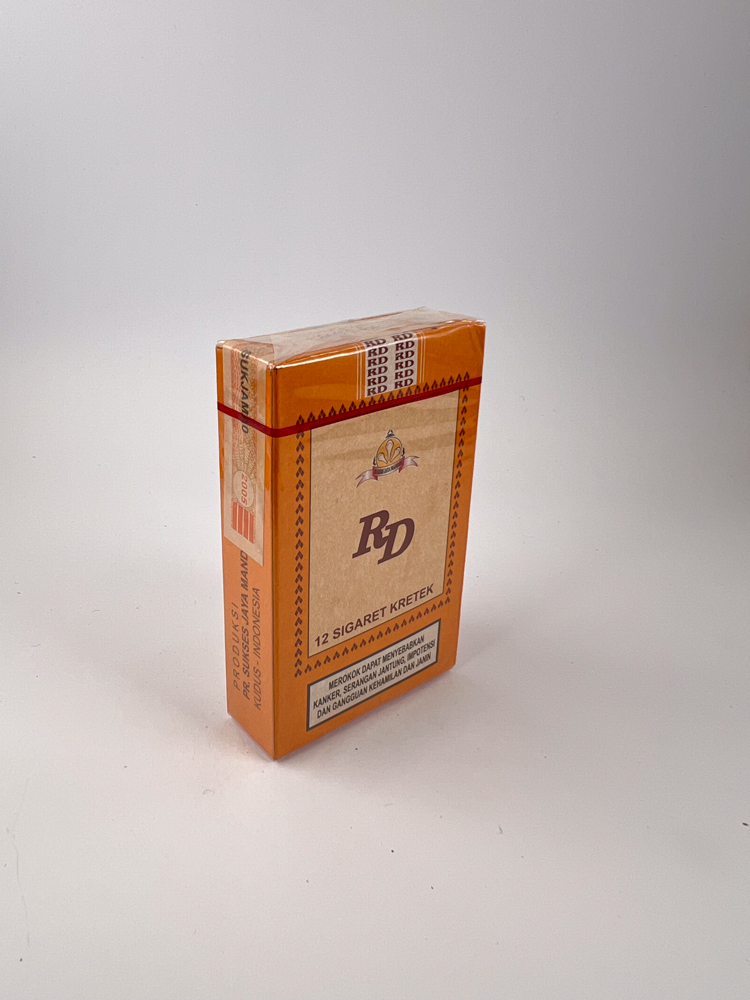 RD RD
RD RD
RD RD
RD RD
RD RD
RD
12 SIGARET KRETEK
MEROKOK DAPAT MENYEBABKAN
KANKER, SERANGAN JANTUNG, IMPOTENSI
DAN GANGGUAN KEHAMILAN DAN JANIN
2005
PRODUKSI
PR. SUKSES JAYA MAND
KUDUS - INDONESIA